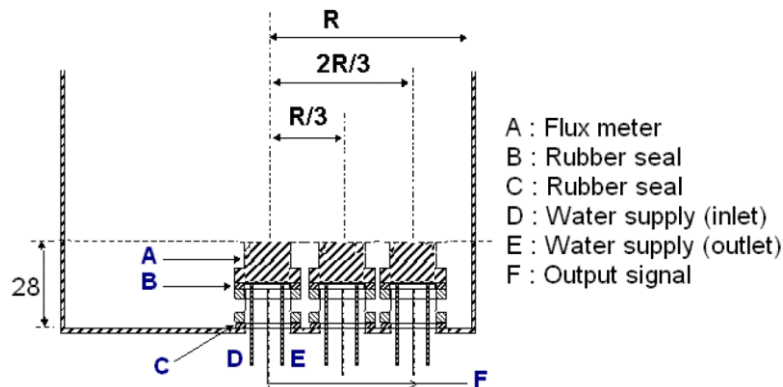 R
2R/3
R/3
A : Flux meter
B : Rubber seal
C : Rubber seal
D : Water supply (inlet)
E : Water supply (outlet)
F : Output signal
A
B
28
C
D
E
F